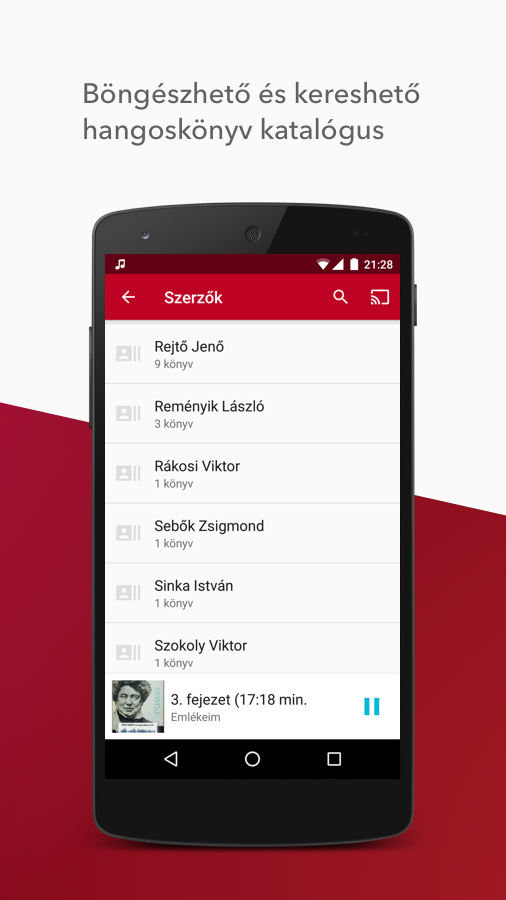 Böngészhető és kereshető
hangoskönyv katalógus
21:28
Szerzők
Rejtő Jenő
9 könyv
Reményik László
3 könyv
Rákosi Viktor
1 könyv
Sebők Zsigmond
1 könyv
Sinka István
1 könyv
Szokoly Viktor
1 könyv
3. fejezet (17:18 min.
Emlékeim